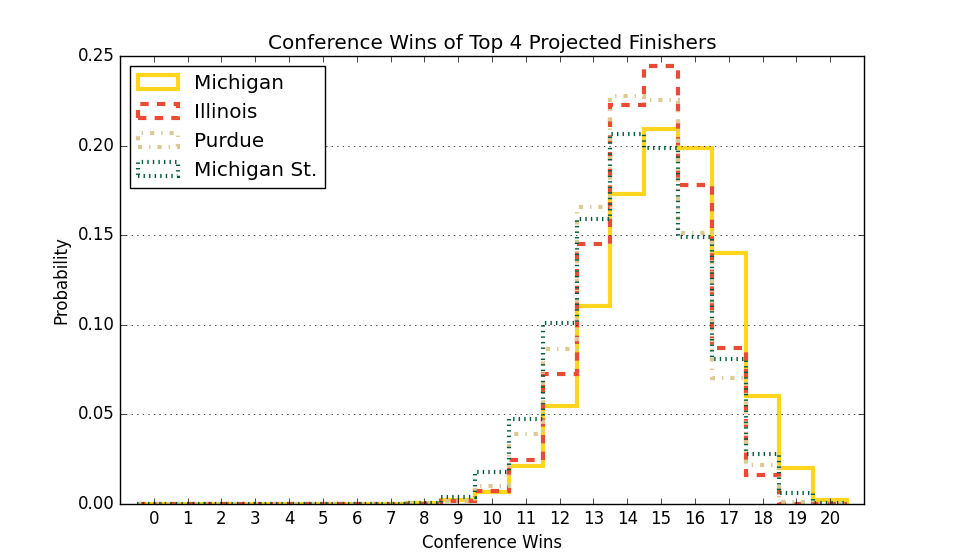 Conference Wins of Top 4 Projected Finishers
0.25
0.20
0.15
0.10
0.05
0.00
Probability
Michigan
Illinois
Purdue
Michigan St.
0 1 2 3 4 5 6 7 8 9 10 11 12 13 14 15 16 17 18 19 20
Conference Wins